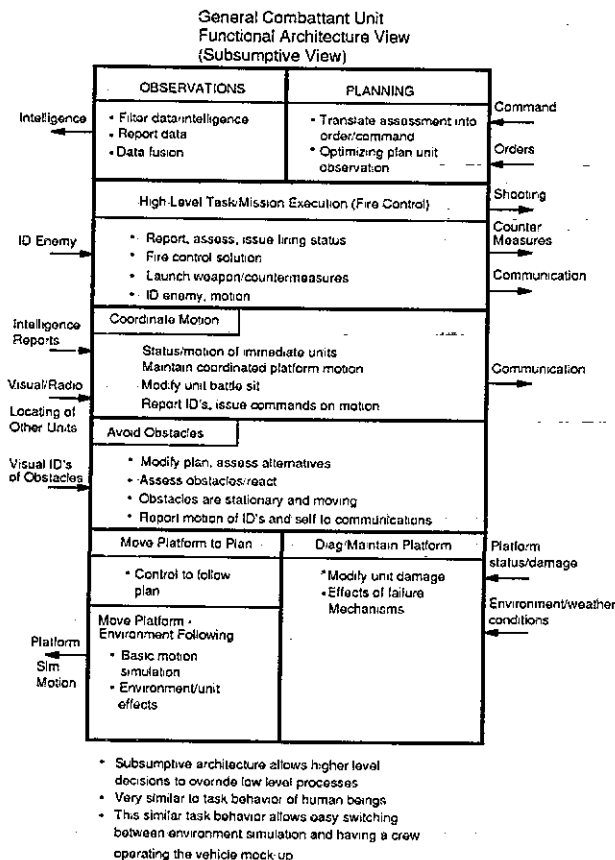 General Combattant Unit
Functional Architecture View
(Subsumptive View)
OBSERVATIONS
• Filter data/intelligence
• Report data
• Data fusion
PLANNING
• Translate assessment into
order/command
• Optimizing plan unit
observation
Intelligence
Command
Orders
High Level Task/Mission Execution (Fire Control)
• Report, assess, issue firing status
• Fire control solution
• Launch weapon/countermeasures
• ID enemy, motion
ID Enemy
Shooting
Counter
Measures
Communication
Coordinate Motion
Status/motion of immediate units
Maintain coordinated platform motion
Modify unit battle sit
Report ID's, issue commands on motion
Intelligence
Reports
Visual/Radio
Locating of
Other Units
Communication
Avoid Obstacles
• Modify plan, assess alternatives
• Assess obstacles/react
• Obstacles are stationary and moving
• Report motion of ID's and self to communications
Visual ID's
of Obstacles
Move Platform to Plan
• Control to follow
plan
Move Platform -
Environment Following
• Basic motion
simulation
• Environment/unit
effects
Platform
Sim
Motion
Diag/Maintain Platform
• Modify unit damage
• Effects of failure
Mechanisms
Platform
status/damage
Environment/weather
conditions
• Subsumptive architecture allows higher level
decisions to override low level processes
• Very similar to task behavior of human beings
• This similar task behavior allows easy switching
between environment simulation and having a crew
operating the vehicle mock-up